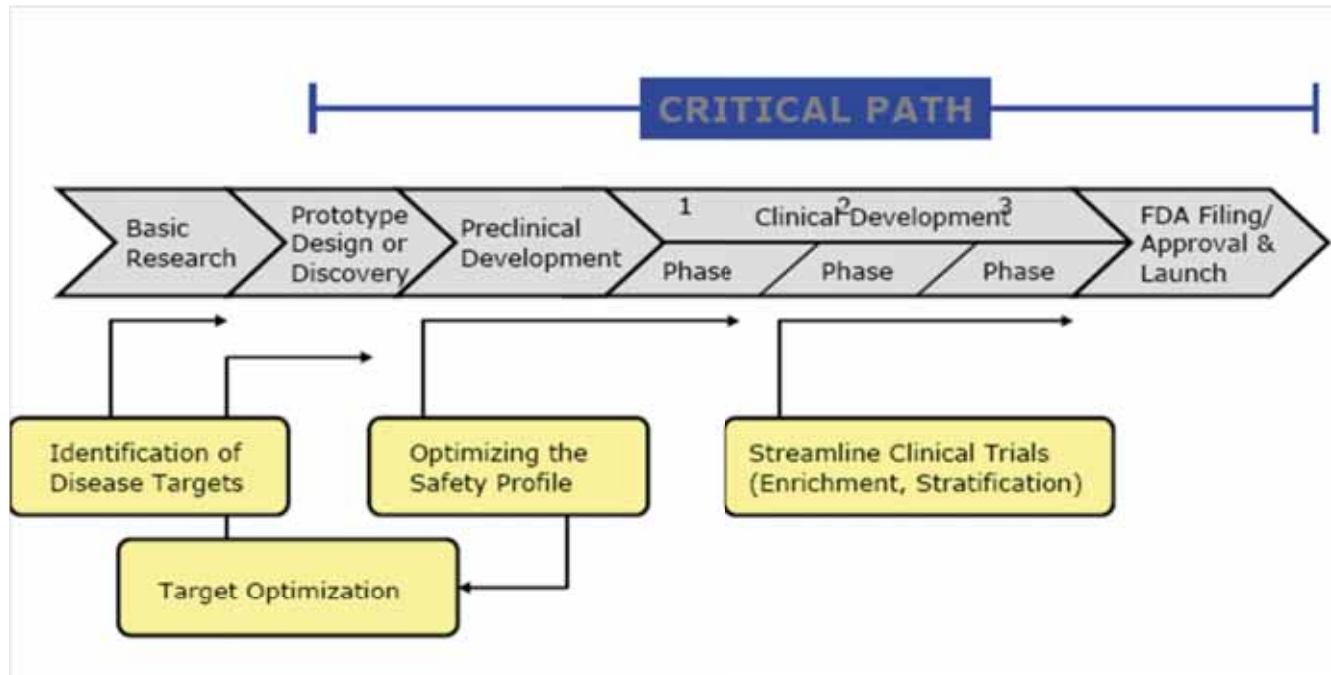 CRITICAL PATH
Basic
Research
Prototype
Design or
Discovery
Preclinical
Development
1 2 3
Clinical Development
Phase Phase Phase
FDA Filing/
Approval &
Launch
Identification of
Disease Targets
Optimizing the
Safety Profile
Streamline Clinical Trials
(Enrichment, Stratification)
Target Optimization